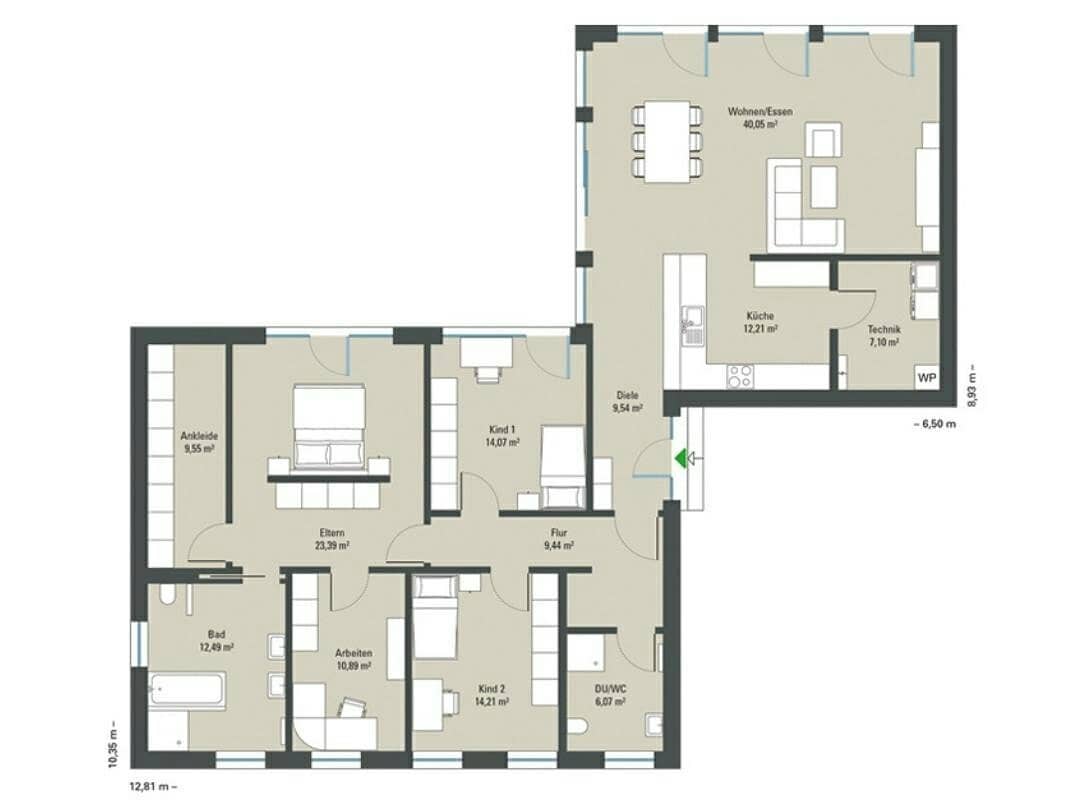 Wohnen/Essen
40,05 m²
Küche
12,21 m²
Technik
7,10 m²
WP
8,93 m –
– 6,50 m
Diele
9,54 m²
Ankleide
9,55 m²
Kind 1
14,07 m²
Eltern
23,39 m²
Flur
9,44 m²
Bad
12,49 m²
Arbeiten
10,89 m²
Kind 2
14,21 m²
DU/WC
6,07 m²
10,35 m –
12,81 m –